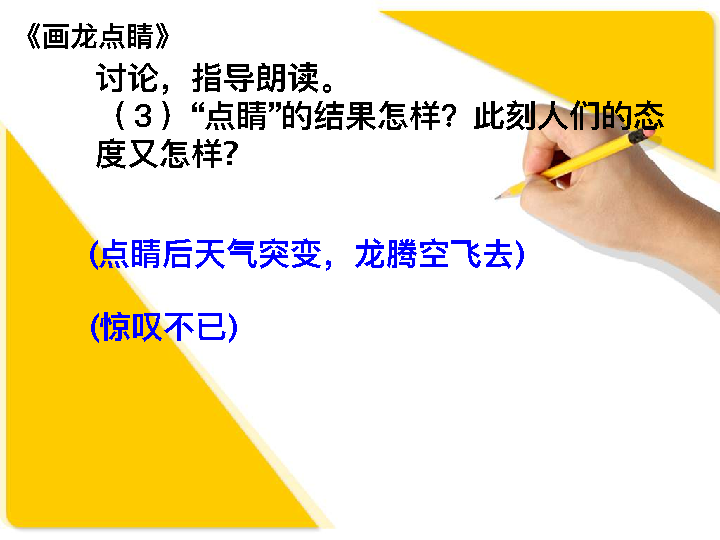 《画龙点睛》
讨论，指导朗读。
（3）“点睛”的结果怎样？此刻人们的态
度又怎样？
(点睛后天气突变，龙腾空飞去)
(惊叹不已)